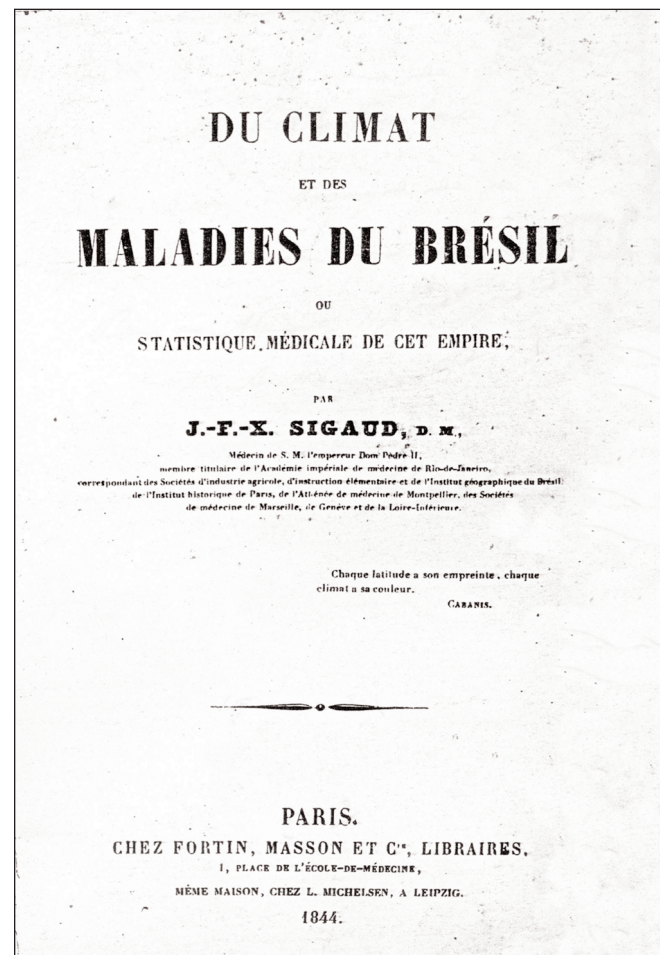 DU CLIMAT
ET DES
MALADIES DU BRÉSIL
OU
STATISTIQUE MÉDICALE DE CET EMPIRE,
PAR
J.-F.-X. SIGAUD, D. M.,
Médecin de S. M. l'empereur Dom Pédre II,
membre titulaire de l'Académie impériale de médecine de Rio-de-Janeiro,
correspondant des Sociétés d'industrie agricole, d'instruction élémentaire et de l'Institut géographique du Brésil
de l'Institut historique de Paris, de l'Athénée de médecine de Montpellier, des Sociétés
de médecine de Marseille, de Genève et de la Loire-Inférieure.
Chaque latitude a son empreinte, chaque
climat a sa couleur.
CABANIS.
PARIS.
CHEZ FORTIN, MASSON ET Cie, LIBRAIRES,
1, PLACE DE L'ÉCOLE-DE-MÉDECINE,
MÊME MAISON, CHEZ L. MICHELSEN, A LEIPZIG.
1844.